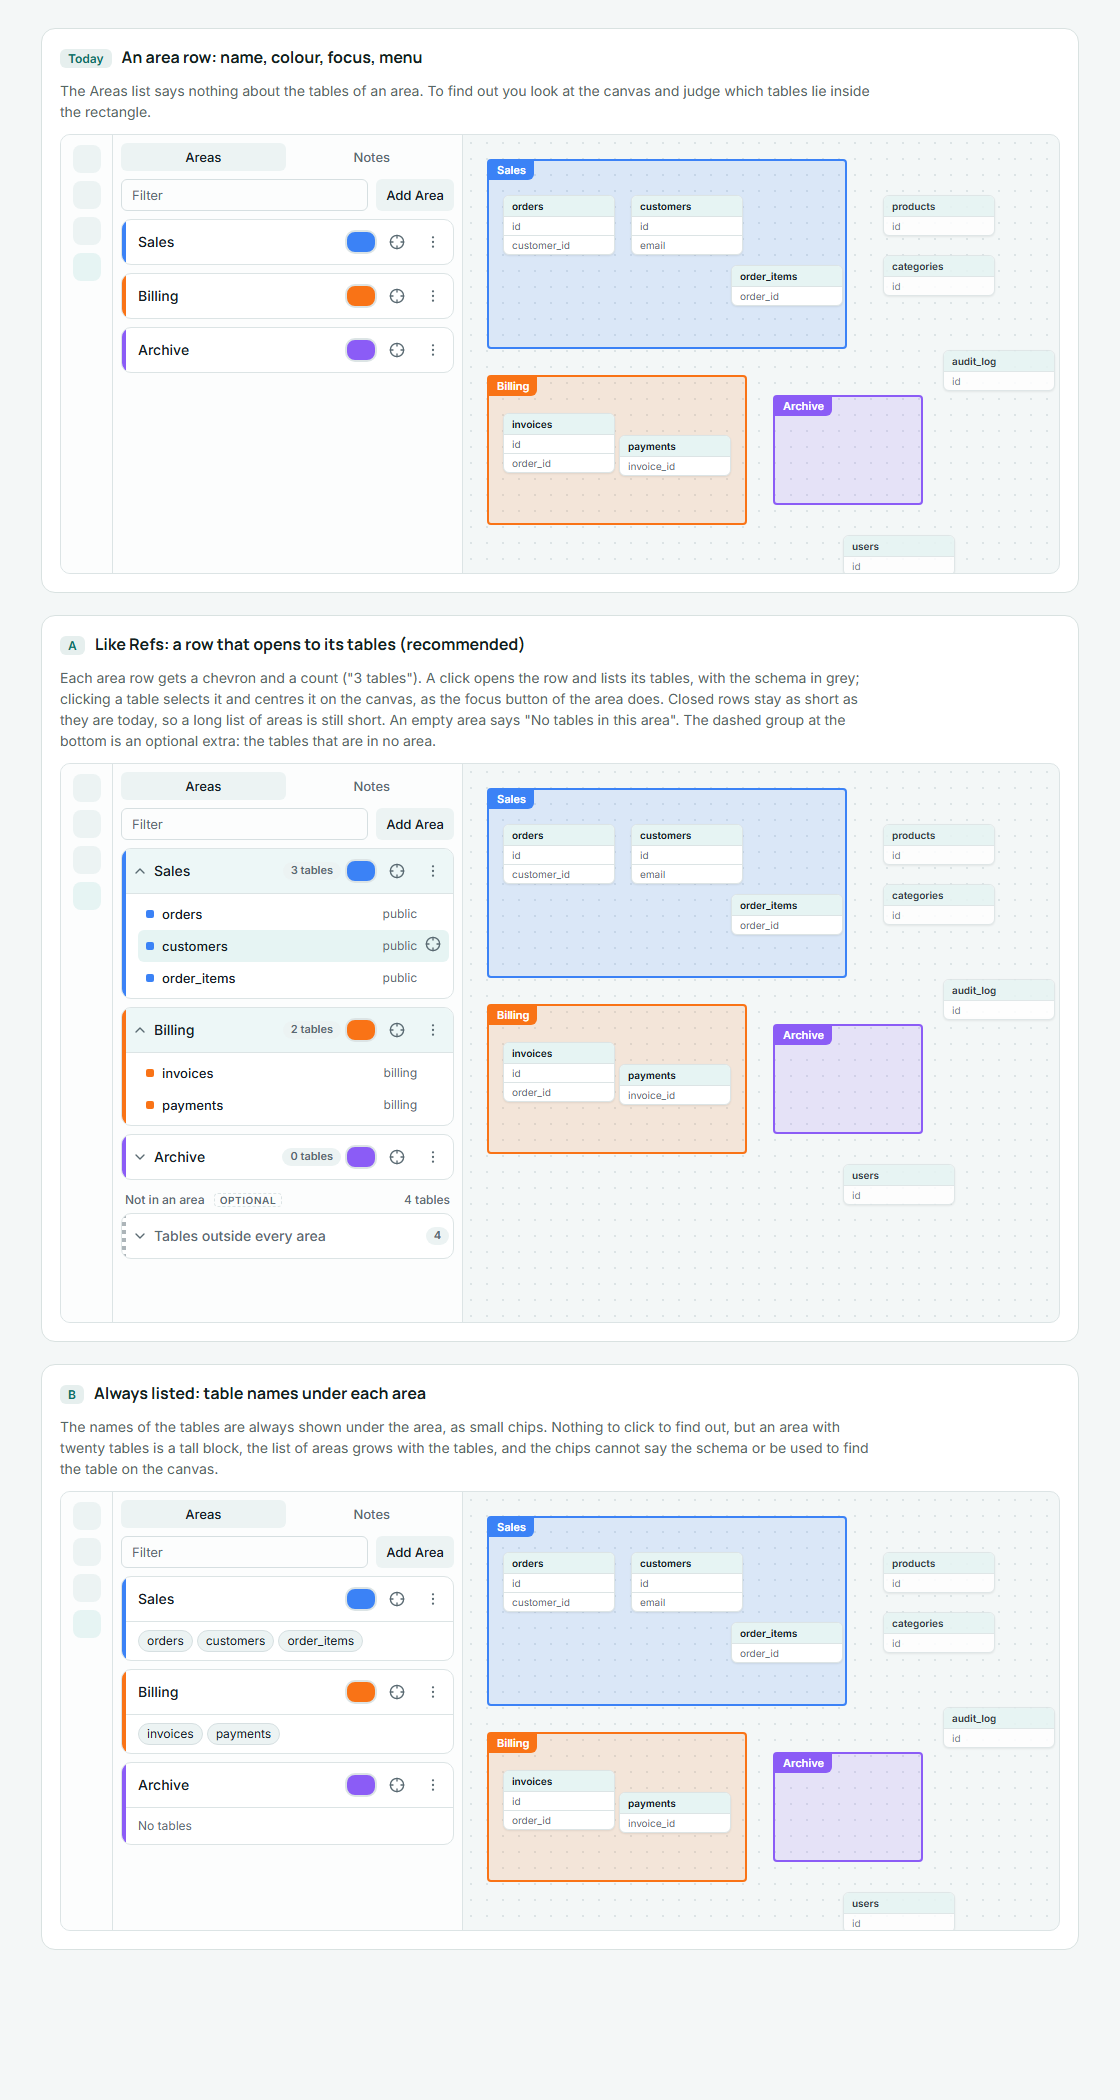 Today An area row: name, colour, focus, menu
The Areas list says nothing about the tables of an area. To find out you look at the canvas and judge which tables lie inside
the rectangle.
Areas Notes
Filter Add Area
Sales
Billing
Archive
Sales
orders
id
customer_id
customers
id
email
order_items
order_id
products
id
categories
id
audit_log
id
Billing
invoices
id
order_id
payments
invoice_id
Archive
users
id
A Like Refs: a row that opens to its tables (recommended)
Each area row gets a chevron and a count ("3 tables"). A click opens the row and lists its tables, with the schema in grey;
clicking a table selects it and centres it on the canvas, as the focus button of the area does. Closed rows stay as short as
they are today, so a long list of areas is still short. An empty area says "No tables in this area". The dashed group at the
bottom is an optional extra: the tables that are in no area.
Areas Notes
Filter Add Area
Sales 3 tables
orders public
customers public
order_items public
Billing 2 tables
invoices billing
payments billing
Archive 0 tables
Not in an area OPTIONAL 4 tables
Tables outside every area 4
Sales
orders
id
customer_id
customers
id
email
order_items
order_id
products
id
categories
id
audit_log
id
Billing
invoices
id
order_id
payments
invoice_id
Archive
users
id
B Always listed: table names under each area
The names of the tables are always shown under the area, as small chips. Nothing to click to find out, but an area with
twenty tables is a tall block, the list of areas grows with the tables, and the chips cannot say the schema or be used to find
the table on the canvas.
Areas Notes
Filter Add Area
Sales
orders customers order_items
Billing
invoices payments
Archive
No tables
Sales
orders
id
customer_id
customers
id
email
order_items
order_id
products
id
categories
id
audit_log
id
Billing
invoices
id
order_id
payments
invoice_id
Archive
users
id